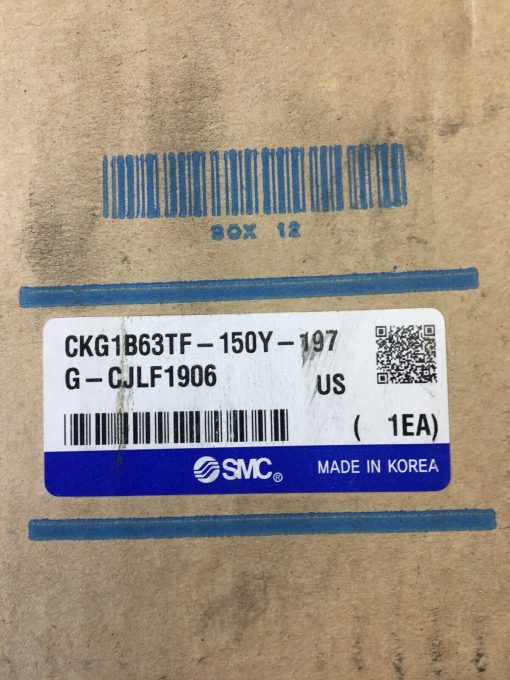 BOX 12
CKG1B63TF-150Y-197
G-CJLF1906
US
( 1EA)
SMC®
MADE IN KOREA